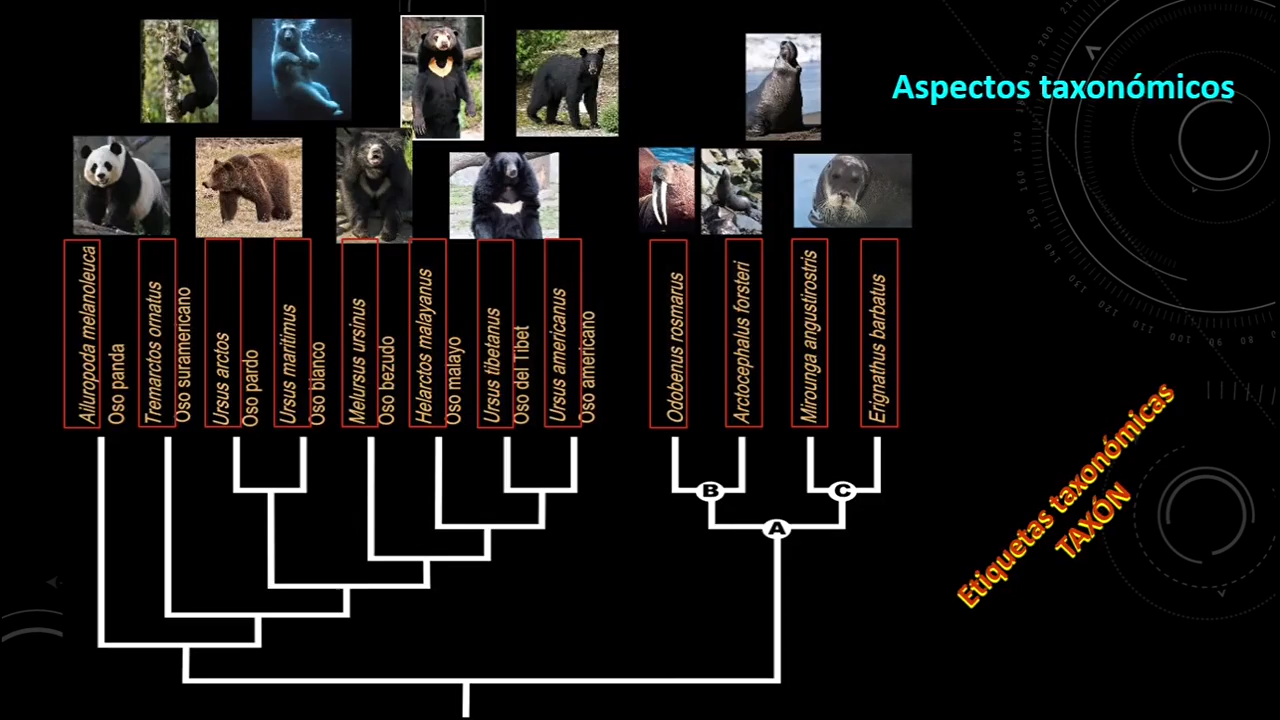 Aspectos taxonómicos
Ailuropoda melanoleuca
Oso panda
Tremarctos ornatus
Oso suramericano
Ursus arctos
Oso pardo
Ursus maritimus
Oso blanco
Melursus ursinus
Oso bezudo
Helarctos malayanus
Oso malayo
Ursus tibetanus
Oso del Tibet
Ursus americanus
Oso americano
Odobenus rosmarus
Arctocephalus forsteri
Mirounga angustirostris
Erignathus barbatus
B
C
A
Etiquetas taxonómicas
TAXÓN